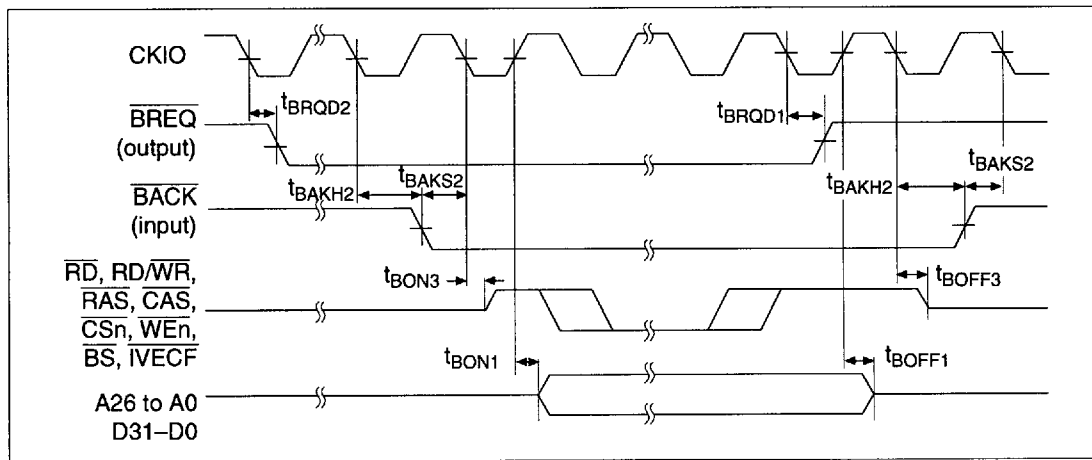 CKIO
tBRQD2
tBRQD1
BREQ
(output)
tBAKH2
tBAKS2
tBAKH2
tBAKS2
BACK
(input)
RD, RD/WR,
RAS, CAS,
CSn, WEn,
BS, IVECF
tBON3
tBOFF3
tBON1
tBOFF1
A26 to A0
D31–D0